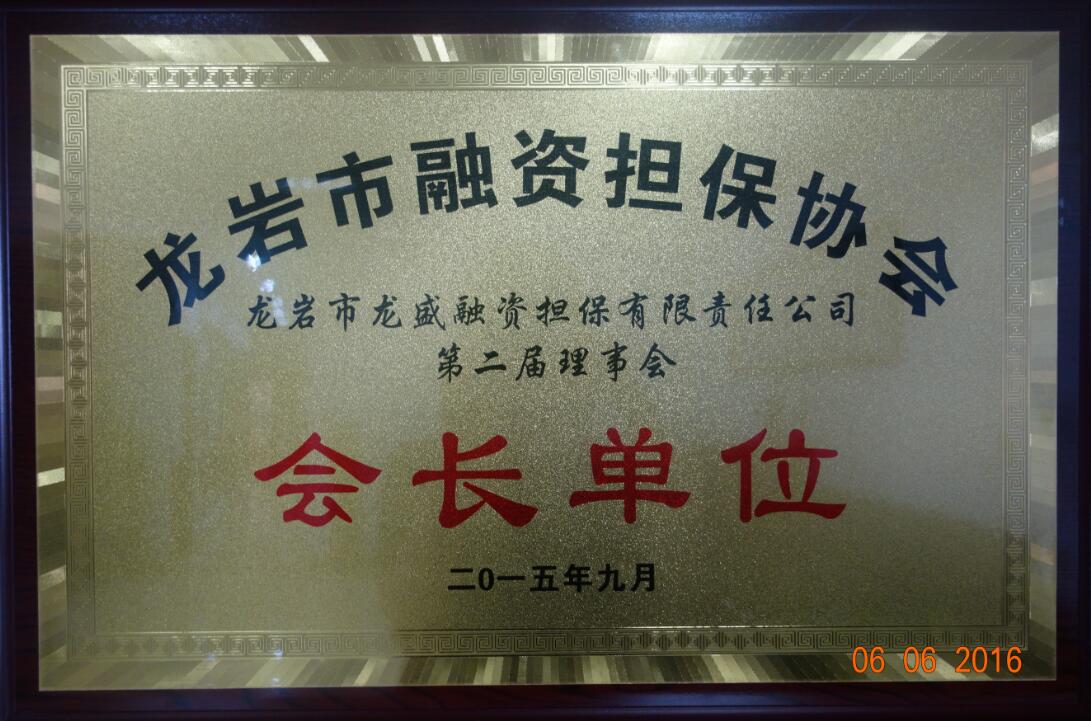 龙岩市融资担保协会
龙岩市龙盛融资担保有限责任公司
第二届理事会
会长单位
二0一五年九月
06 06 2016